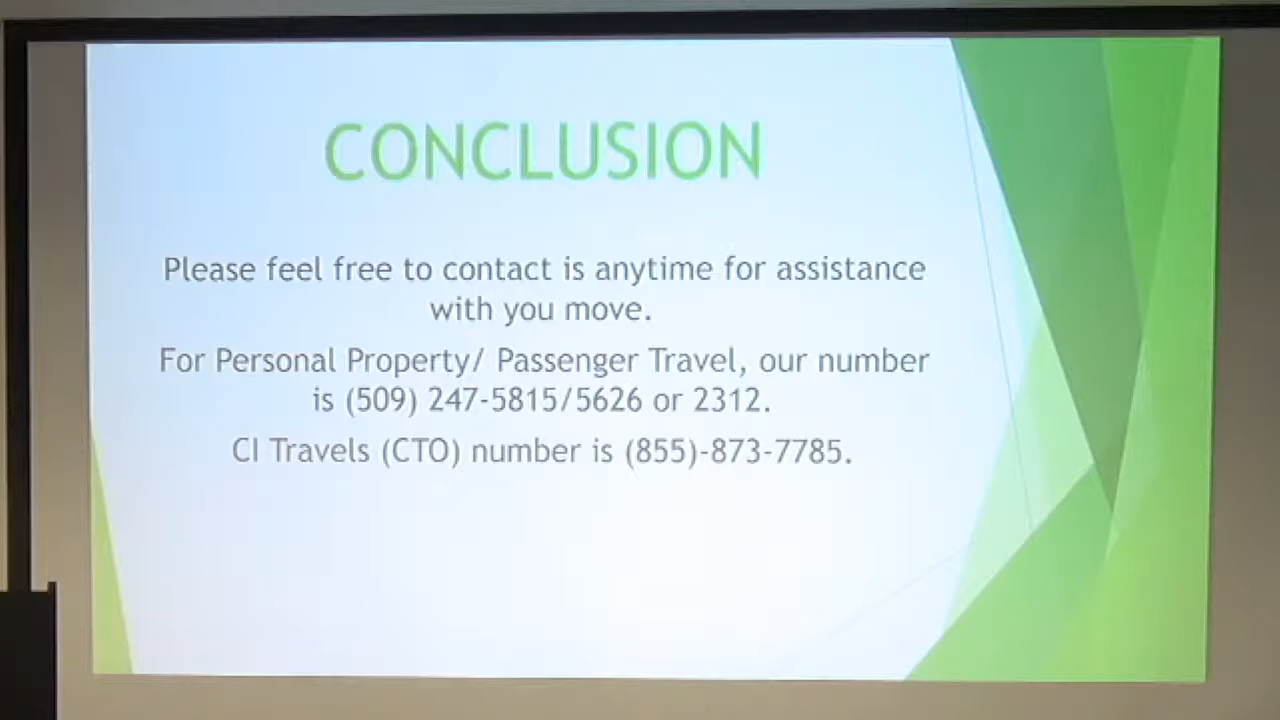 CONCLUSION
Please feel free to contact is anytime for assistance
with you move.
For Personal Property/ Passenger Travel, our number
is (509) 247-5815/5626 or 2312.
CI Travels (CTO) number is (855)-873-7785.